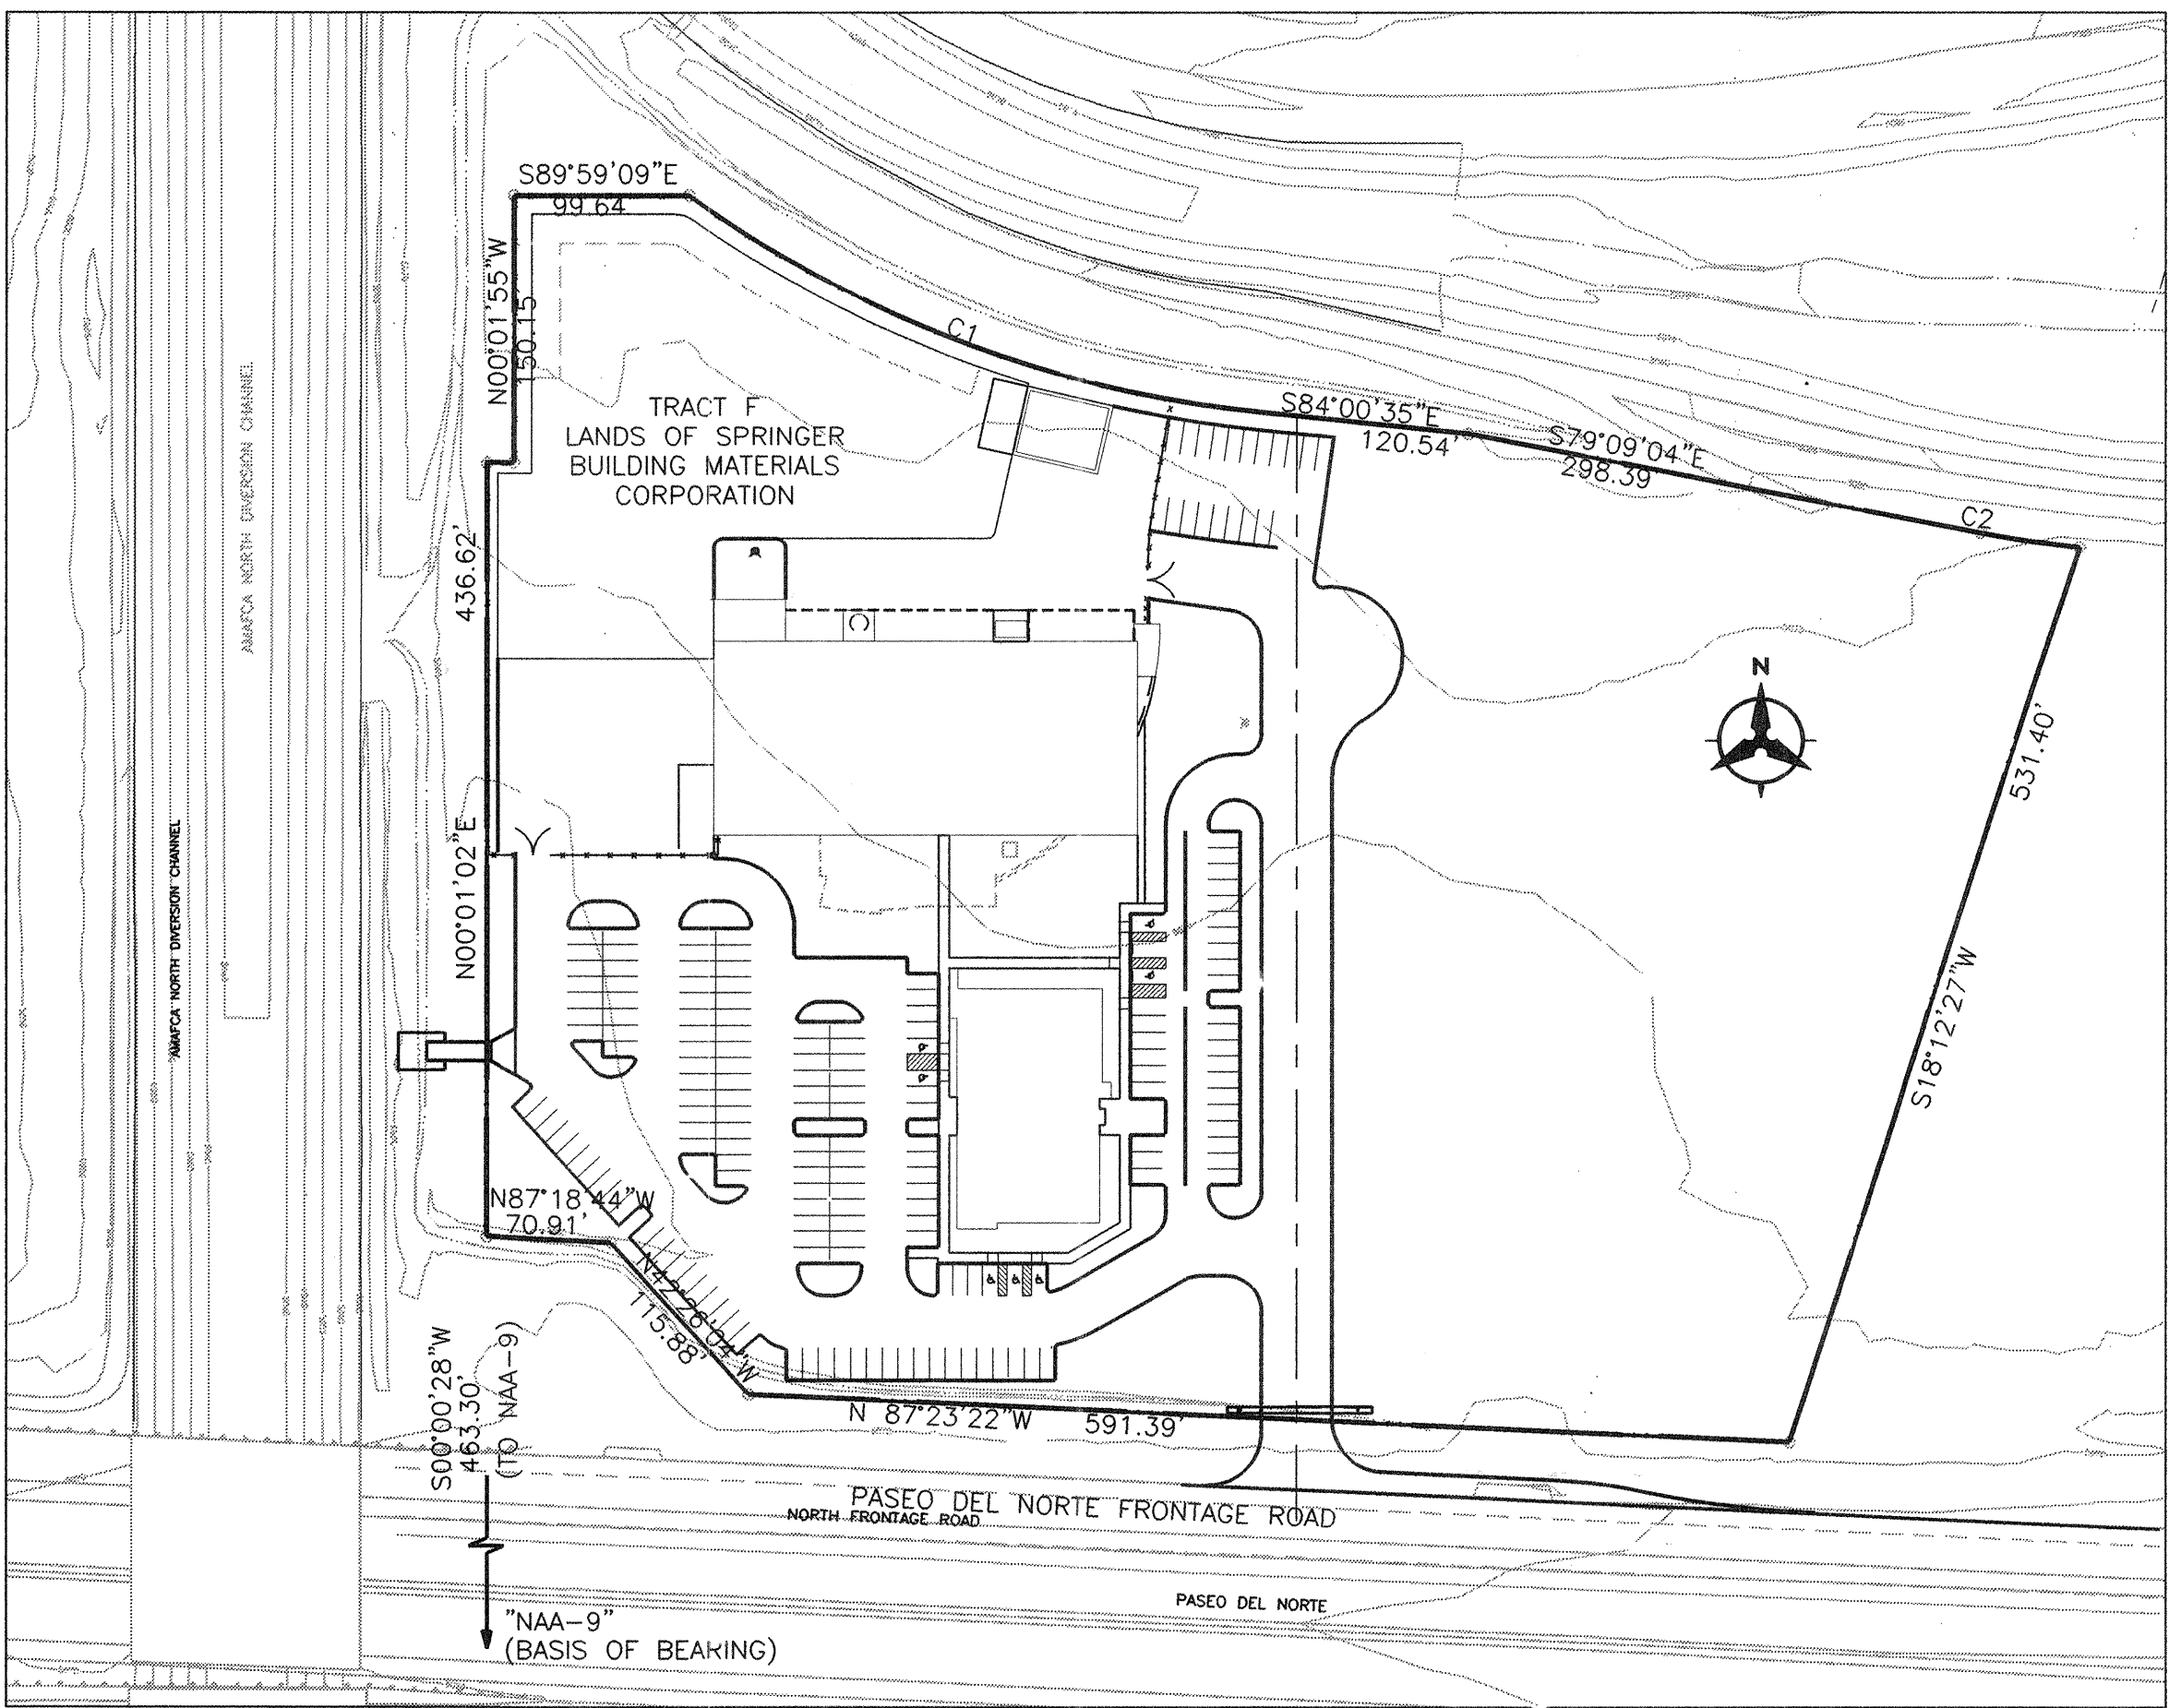 S89°59'09"E
99.64'
N00°01'55"W
150.15
C1
TRACT F
LANDS OF SPRINGER
BUILDING MATERIALS
CORPORATION
S84°00'35"E
120.54'
S79°09'04"E
298.39
C2
436.62'
N00°01'02"E
AMAFCA NORTH DIVERSION CHANNEL
AMAFCA NORTH DIVERSION CHANNEL
N
531.40'
S18°12'27"W
N87°18'44"W
70.91'
N42°26'04"W
115.88'
S00°00'28"W
463.30'
(TO NAA-9)
N 87°23'22"W 591.39'
PASEO DEL NORTE FRONTAGE ROAD
NORTH FRONTAGE ROAD
PASEO DEL NORTE
"NAA-9"
(BASIS OF BEARING)